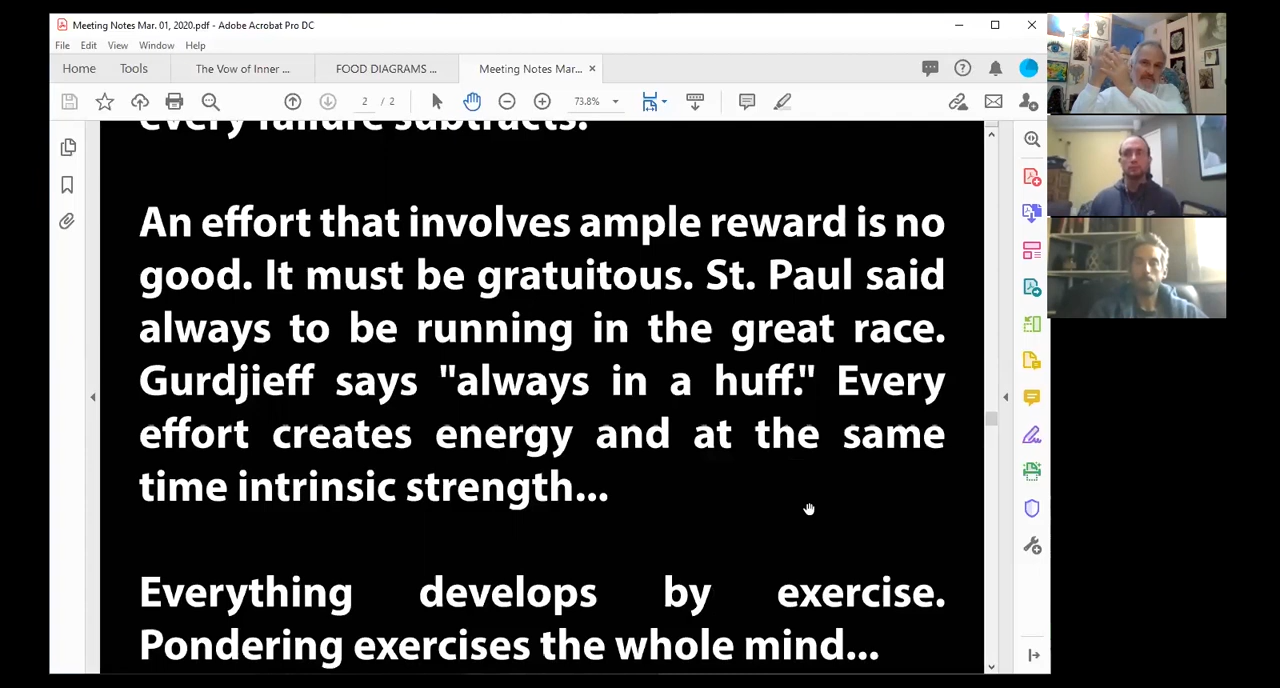 Meeting Notes Mar. 01, 2020.pdf - Adobe Acrobat Pro DC
File Edit View Window Help
Home Tools The Vow of Inner ... FOOD DIAGRAMS ... Meeting Notes Mar... ×
2 / 2 73.8%
every failure subtracts.
An effort that involves ample reward is no
good. It must be gratuitous. St. Paul said
always to be running in the great race.
Gurdjieff says "always in a huff." Every
effort creates energy and at the same
time intrinsic strength...
Everything develops by exercise.
Pondering exercises the whole mind...